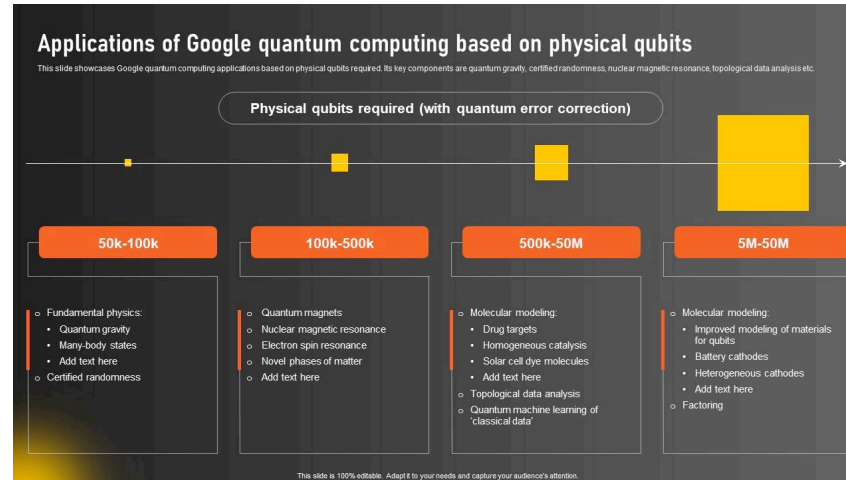 Applications of Google quantum computing based on physical qubits
This slide showcases Google quantum computing applications based on physical qubits required. Its key components are quantum gravity, certified randomness, nuclear magnetic resonance, topological data analysis etc.
Physical qubits required (with quantum error correction)
50k-100k
o Fundamental physics:
• Quantum gravity
• Many-body states
• Add text here
o Certified randomness
100k-500k
o Quantum magnets
o Nuclear magnetic resonance
o Electron spin resonance
o Novel phases of matter
o Add text here
500k-50M
o Molecular modeling:
• Drug targets
• Homogeneous catalysis
• Solar cell dye molecules
• Add text here
o Topological data analysis
o Quantum machine learning of
'classical data'
5M-50M
o Molecular modeling:
• Improved modeling of materials
for qubits
• Battery cathodes
• Heterogeneous cathodes
• Add text here
o Factoring
This slide is 100% editable. Adapt it to your needs and capture your audience's attention.